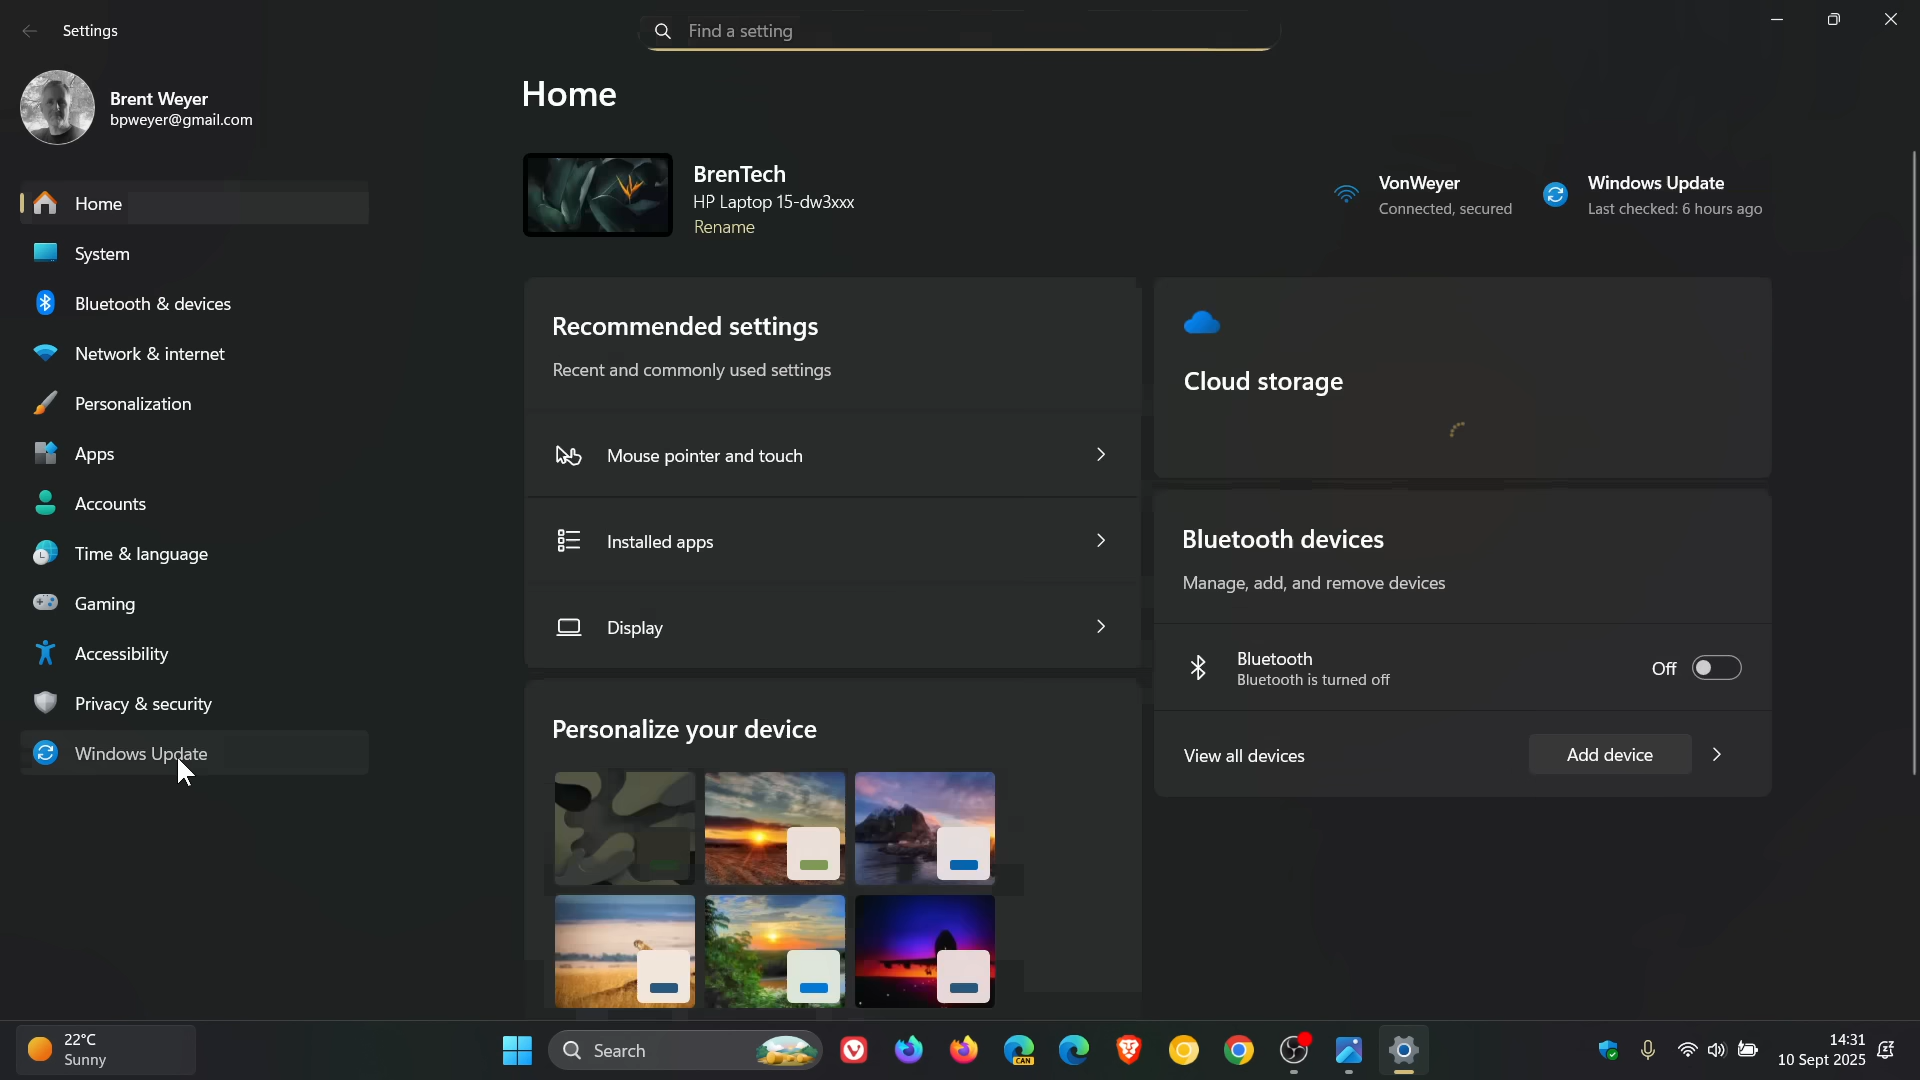 Settings
Find a setting
Brent Weyer
bpweyer@gmail.com
Home
System
Bluetooth & devices
Network & internet
Personalization
Apps
Accounts
Time & language
Gaming
Accessibility
Privacy & security
Windows Update
Home
BrenTech
HP Laptop 15-dw3xxx
Rename
VonWeyer
Connected, secured
Windows Update
Last checked: 6 hours ago
Recommended settings
Recent and commonly used settings
Mouse pointer and touch
Installed apps
Display
Personalize your device
Cloud storage
Bluetooth devices
Manage, add, and remove devices
Bluetooth
Bluetooth is turned off
Off
View all devices
Add device
22°C
Sunny
Search
CAN
14:31
10 Sept 2025